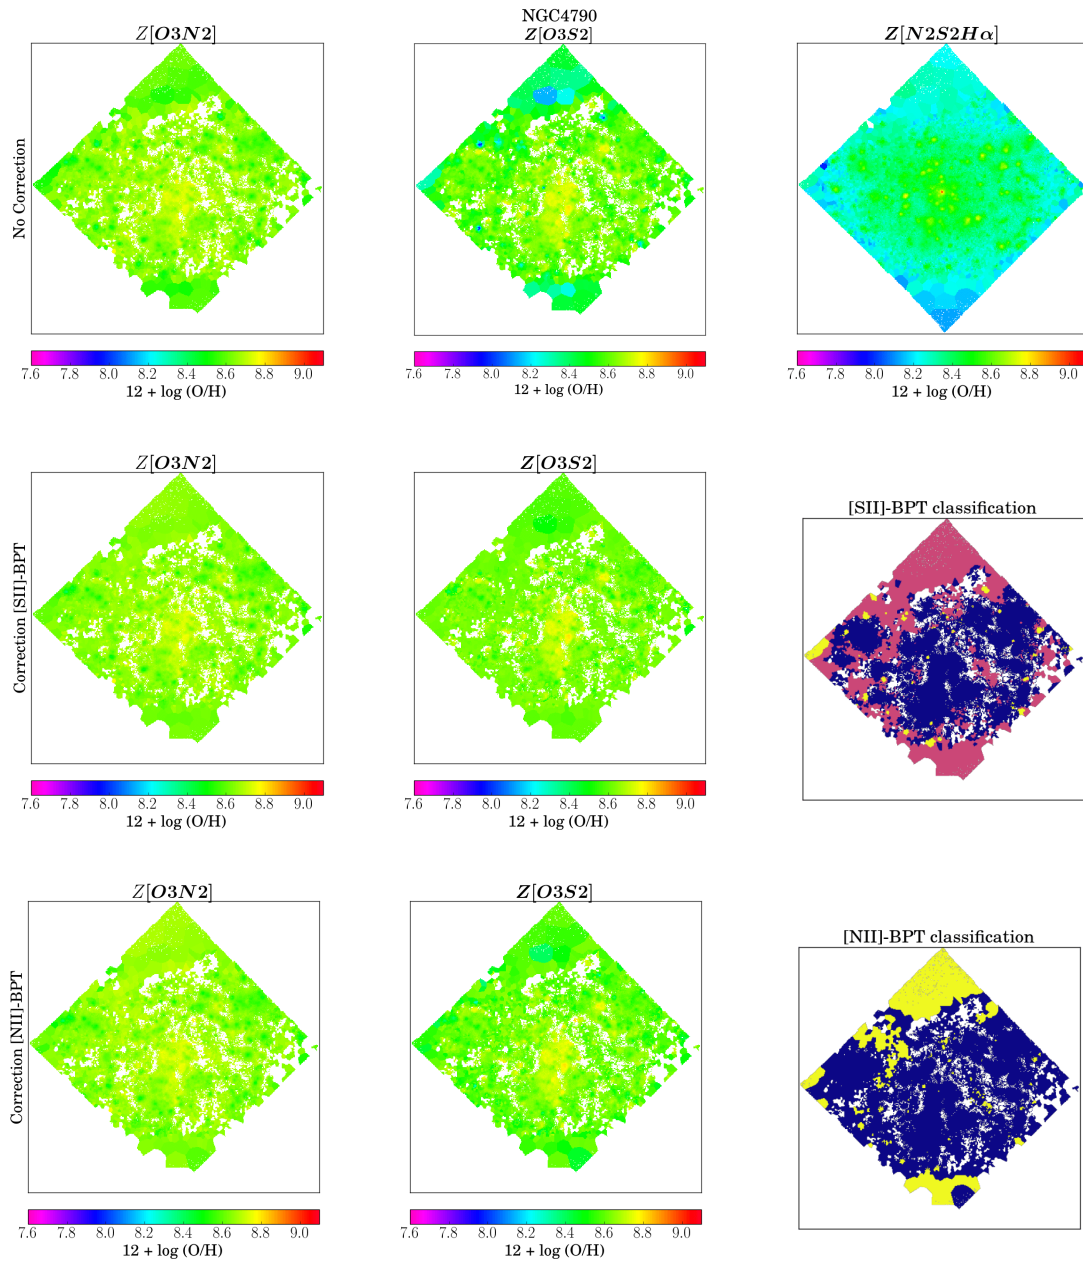 NGC4790
Z[O3N2]
Z[O3S2]
Z[N2S2Hα]
No Correction
7.6 7.8 8.0 8.2 8.4 8.6 8.8 9.0
12 + log (O/H)
7.6 7.8 8.0 8.2 8.4 8.6 8.8 9.0
12 + log (O/H)
7.6 7.8 8.0 8.2 8.4 8.6 8.8 9.0
12 + log (O/H)
Z[O3N2]
Z[O3S2]
[SII]-BPT classification
Correction [SII]-BPT
7.6 7.8 8.0 8.2 8.4 8.6 8.8 9.0
12 + log (O/H)
7.6 7.8 8.0 8.2 8.4 8.6 8.8 9.0
12 + log (O/H)
Z[O3N2]
Z[O3S2]
[NII]-BPT classification
Correction [NII]-BPT
7.6 7.8 8.0 8.2 8.4 8.6 8.8 9.0
12 + log (O/H)
7.6 7.8 8.0 8.2 8.4 8.6 8.8 9.0
12 + log (O/H)